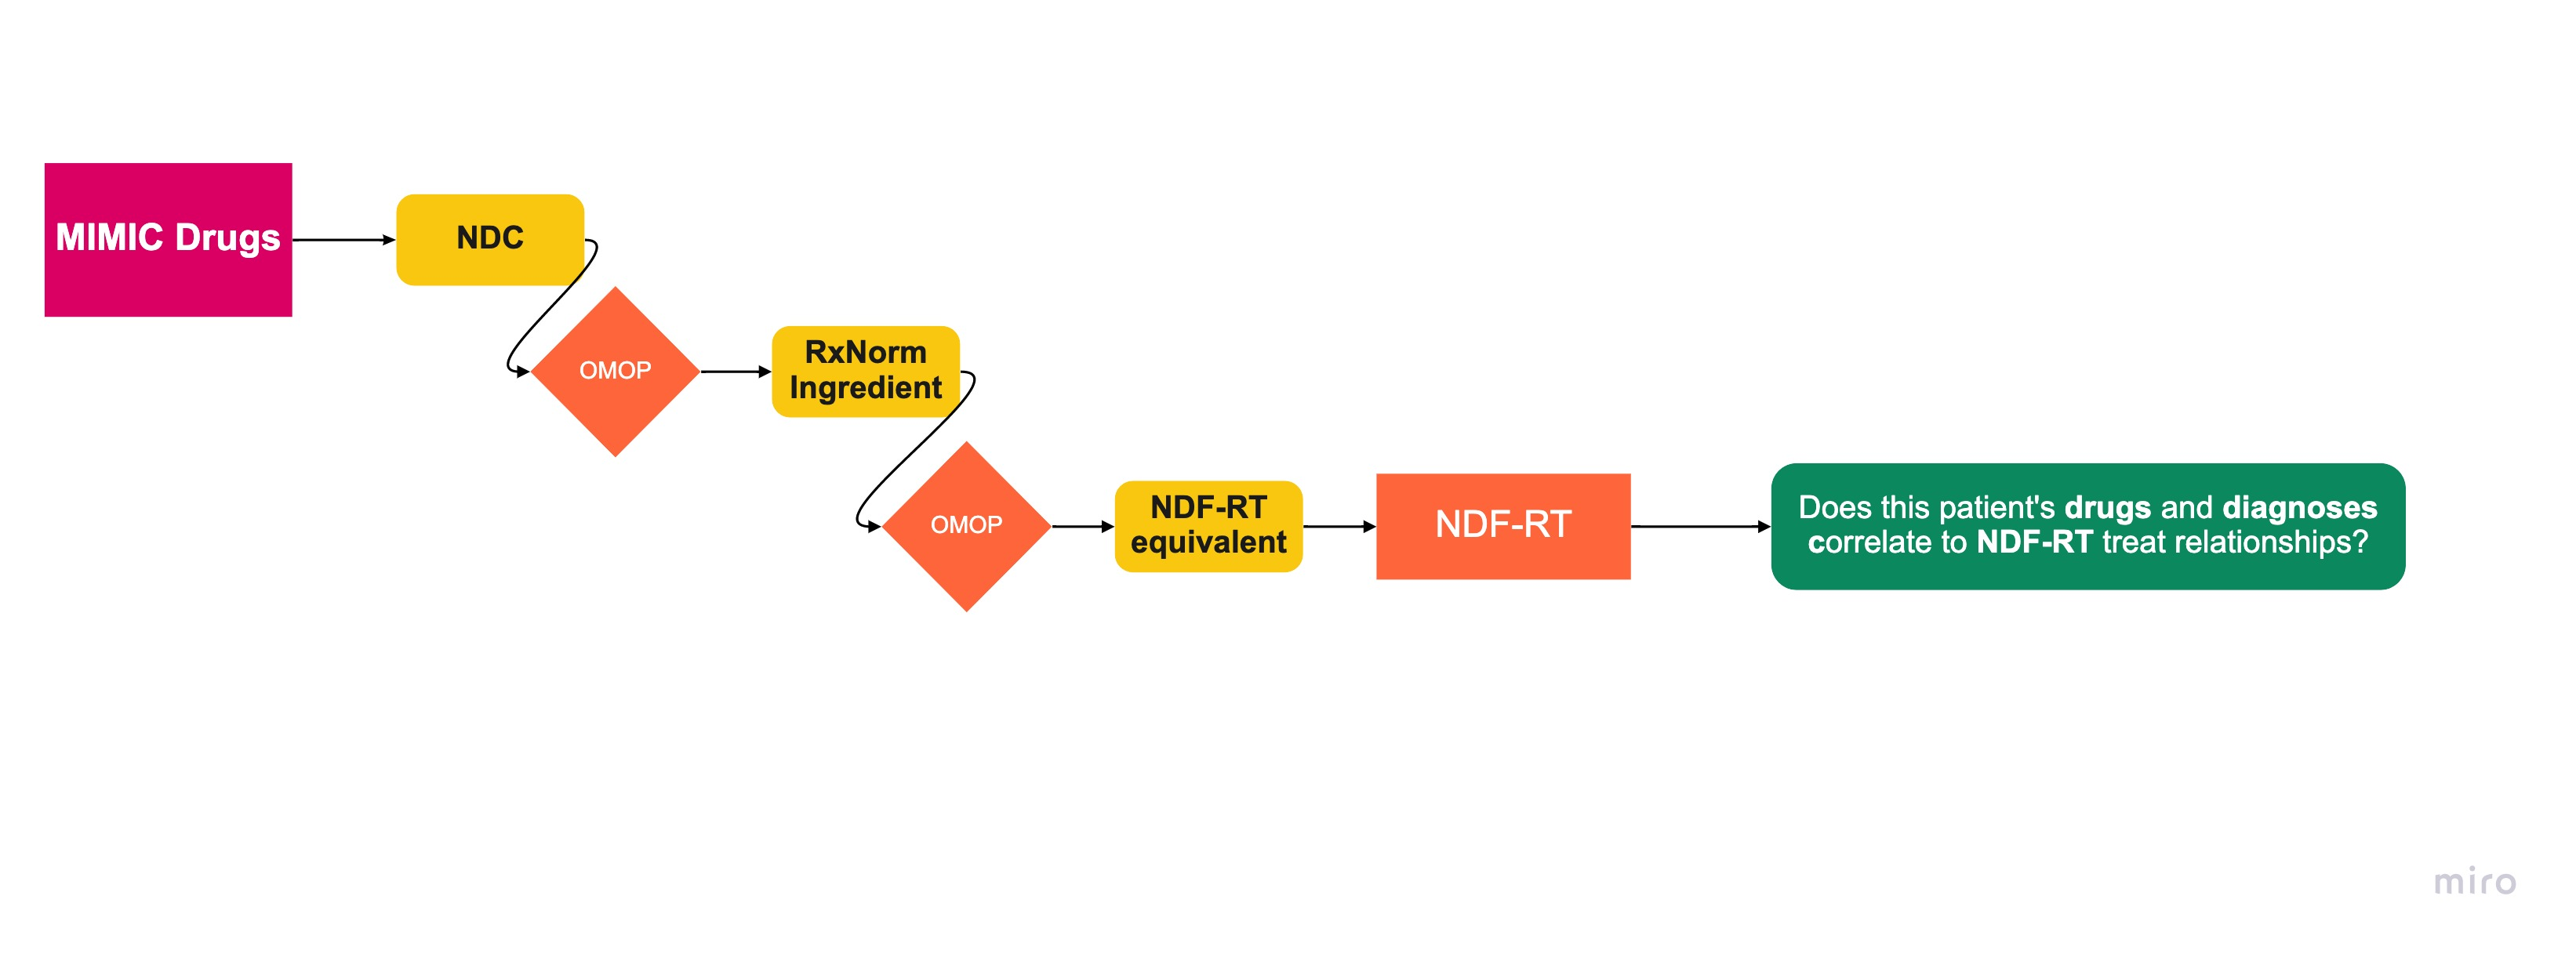 MIMIC Drugs
NDC
OMOP
RxNorm
Ingredient
OMOP
NDF-RT
equivalent
NDF-RT
Does this patient's drugs and diagnoses
correlate to NDF-RT treat relationships?
miro